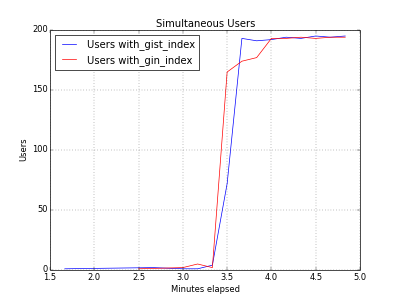 Simultaneous Users
Users with_gist_index
Users with_gin_index
200
150
100
50
0
Users
1.5 2.0 2.5 3.0 3.5 4.0 4.5 5.0
Minutes elapsed